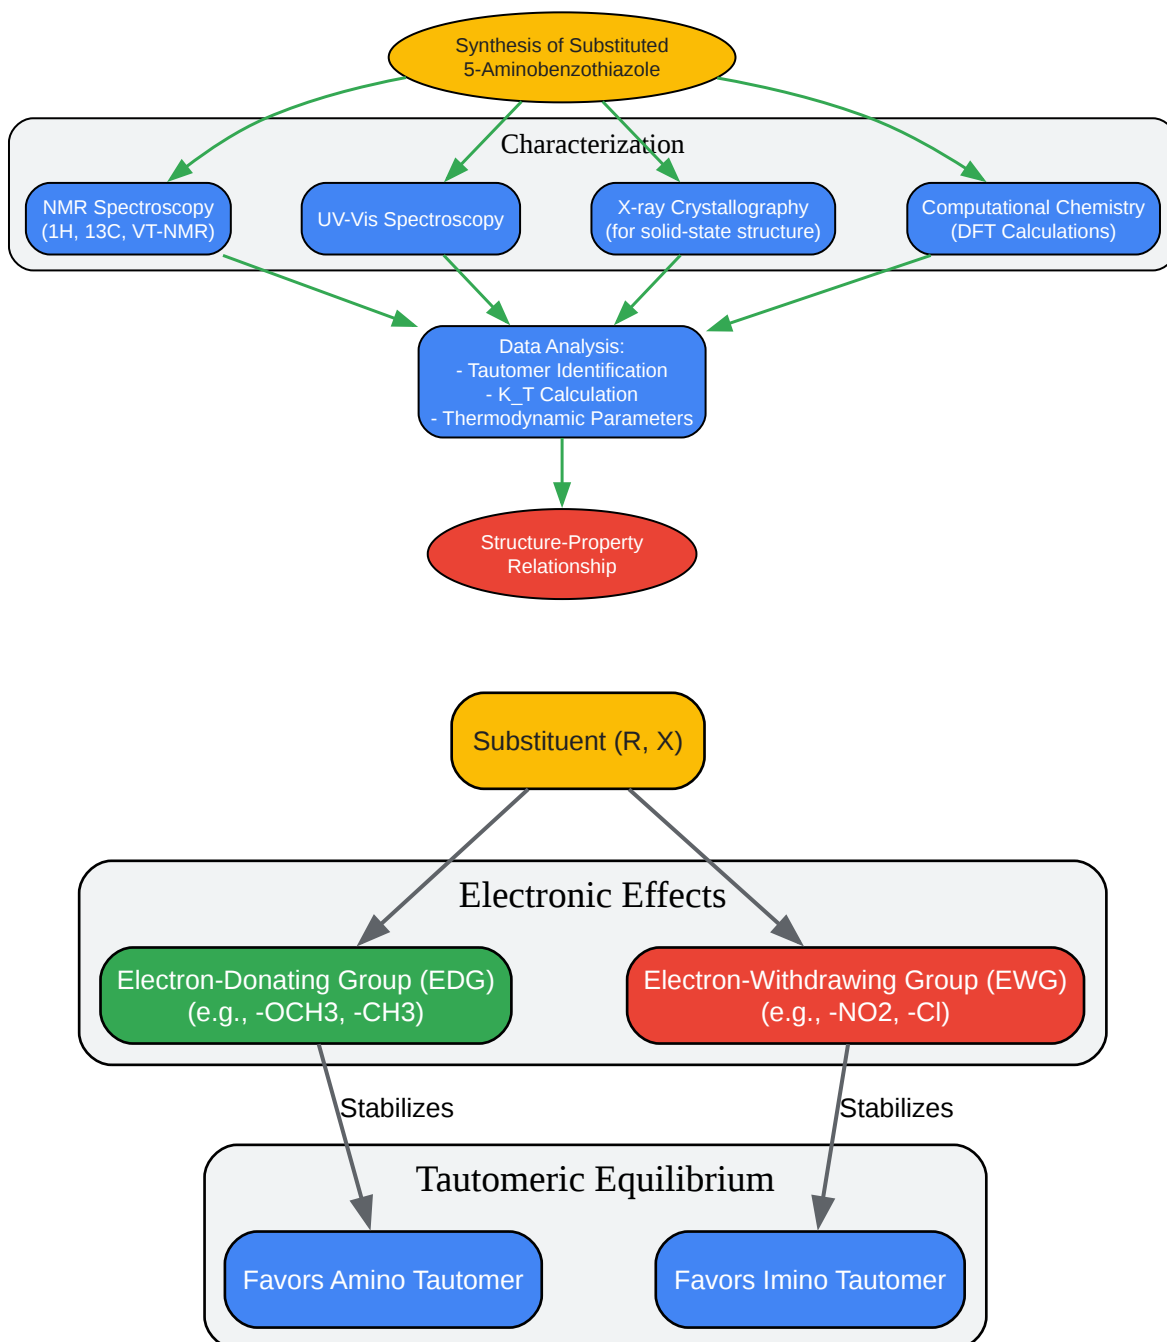 Synthesis of Substituted
5-Aminobenzothiazole
Characterization
NMR Spectroscopy
(1H, 13C, VT-NMR)
UV-Vis Spectroscopy
X-ray Crystallography
(for solid-state structure)
Computational Chemistry
(DFT Calculations)
Data Analysis:
- Tautomer Identification
- K_T Calculation
- Thermodynamic Parameters
Structure-Property
Relationship
Substituent (R, X)
Electronic Effects
Electron-Donating Group (EDG)
(e.g., -OCH3, -CH3)
Electron-Withdrawing Group (EWG)
(e.g., -NO2, -Cl)
Stabilizes
Stabilizes
Tautomeric Equilibrium
Favors Amino Tautomer
Favors Imino Tautomer